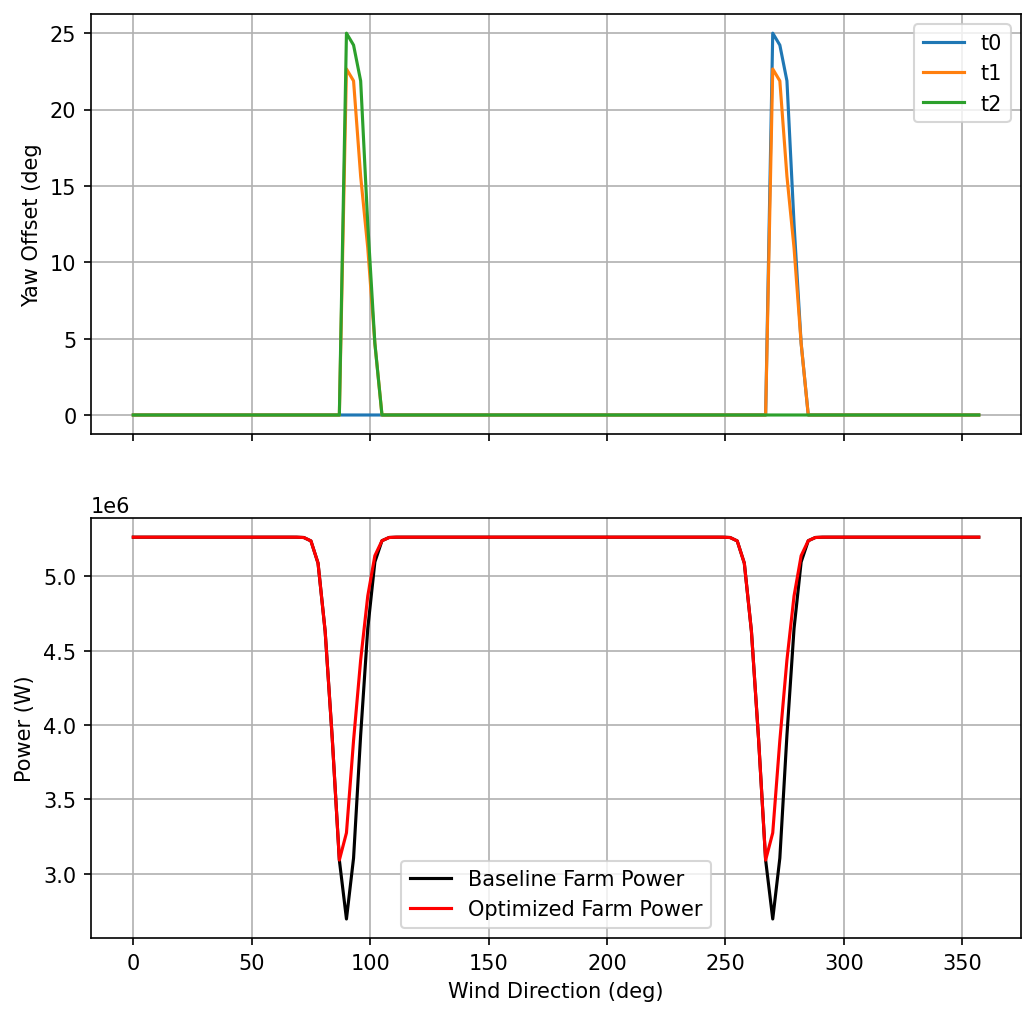 25
20
15
10
5
0
Yaw Offset (deg
t0
t1
t2
1e6
5.0
4.5
4.0
3.5
3.0
Power (W)
Baseline Farm Power
Optimized Farm Power
0 50 100 150 200 250 300 350
Wind Direction (deg)